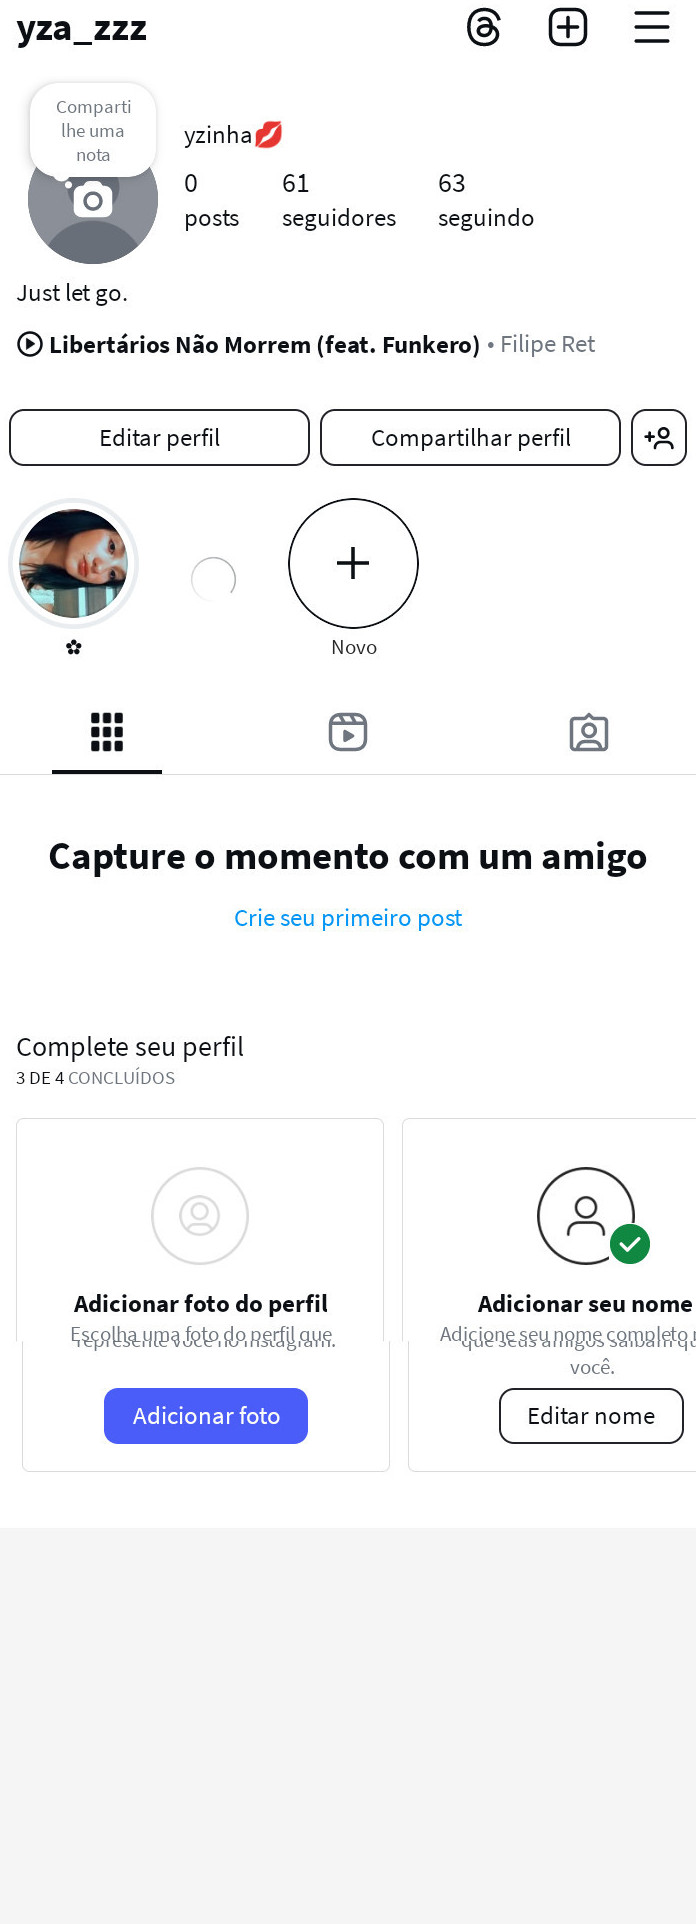 yza_zzz
Comparti
lhe uma
nota
yzinha💋
0 61 63
posts seguidores seguindo
Just let go.
Libertários Não Morrem (feat. Funkero) • Filipe Ret
Editar perfil Compartilhar perfil
✿ Novo
Capture o momento com um amigo
Crie seu primeiro post
Complete seu perfil
3 DE 4 CONCLUÍDOS
Adicionar foto do perfil
Escolha uma foto do perfil que
represente você no Instagram.
Adicionar foto
Adicionar seu nome
Adicione seu nome completo
que seus amigos saibam
você.
Editar nome